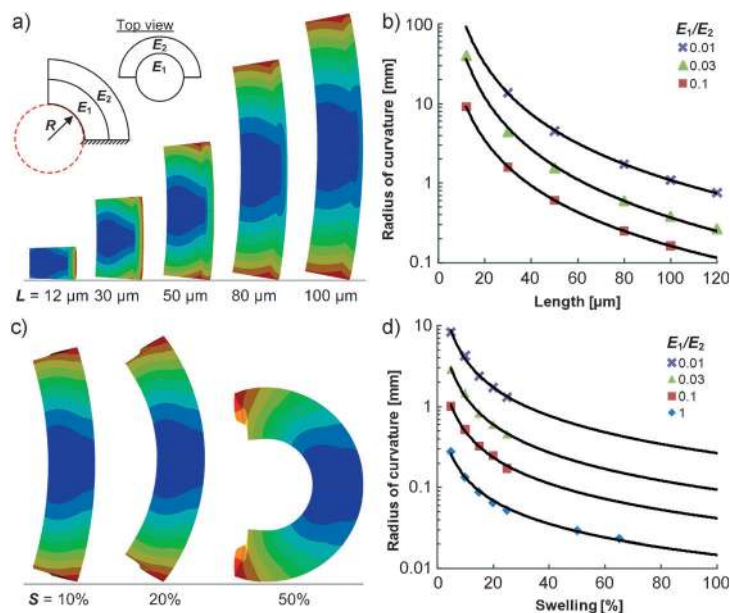 a)
Top view
E₂
E₁
E₁
E₂
R
L = 12 µm
30 µm
50 µm
80 µm
100 µm
b)
Radius of curvature [mm]
100
10
1
0.1
0
20
40
60
80
100
120
Length [µm]
E₁/E₂
0.01
0.03
0.1
c)
S = 10%
20%
50%
d)
Radius of curvature [mm]
10
1
0.1
0.01
0
20
40
60
80
100
Swelling [%]
E₁/E₂
0.01
0.03
0.1
1